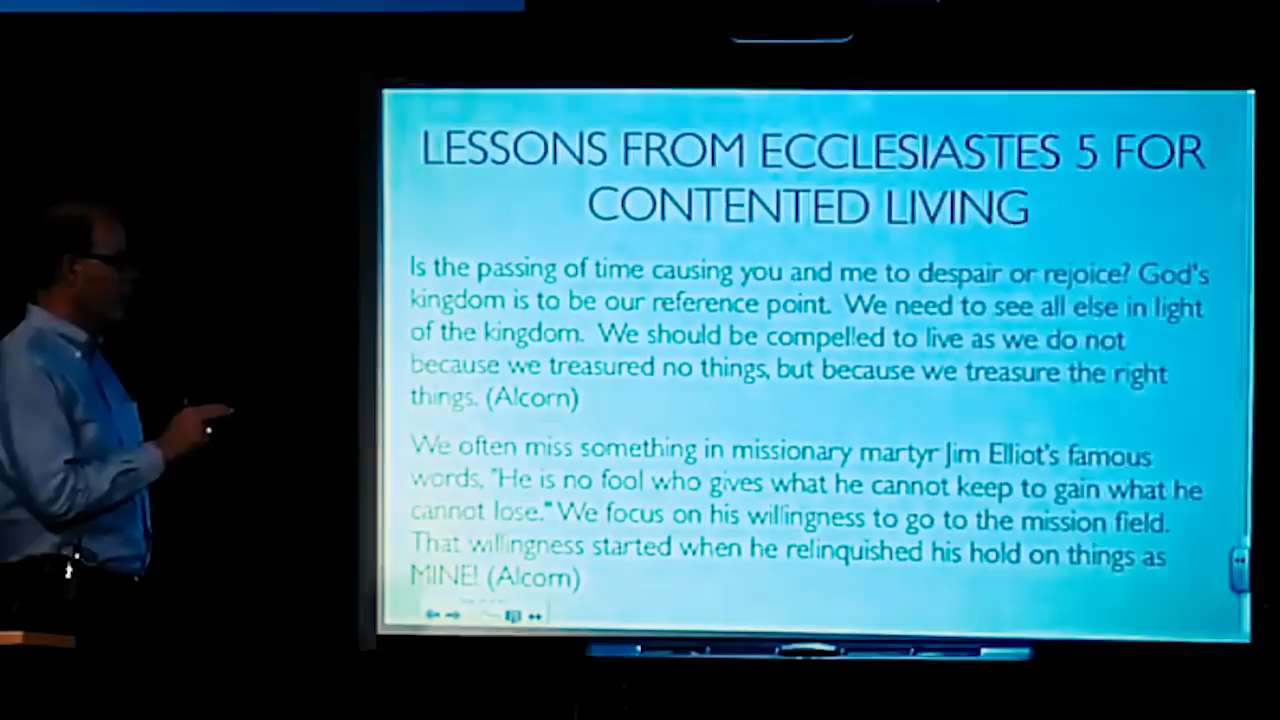 LESSONS FROM ECCLESIASTES 5 FOR
CONTENTED LIVING
Is the passing of time causing you and me to despair or rejoice? God's
kingdom is to be our reference point. We need to see all else in light
of the kingdom. We should be compelled to live as we do not
because we treasured no things, but because we treasure the right
things. (Alcorn)
We often miss something in missionary martyr Jim Elliot's famous
words, "He is no fool who gives what he cannot keep to gain what he
cannot lose." We focus on his willingness to go to the mission field.
That willingness started when he relinquished his hold on things as
MINE! (Alcorn)